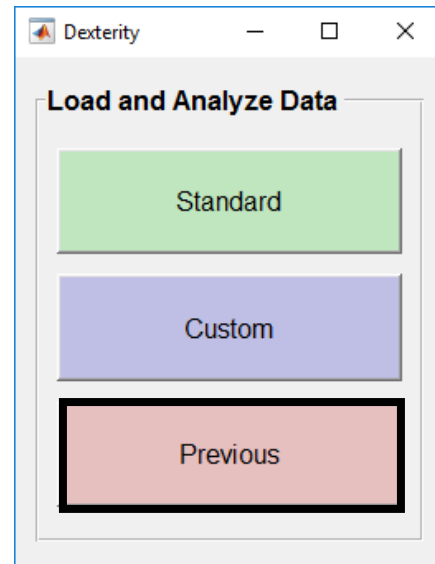 Dexterity
Load and Analyze Data
Standard
Custom
Previous